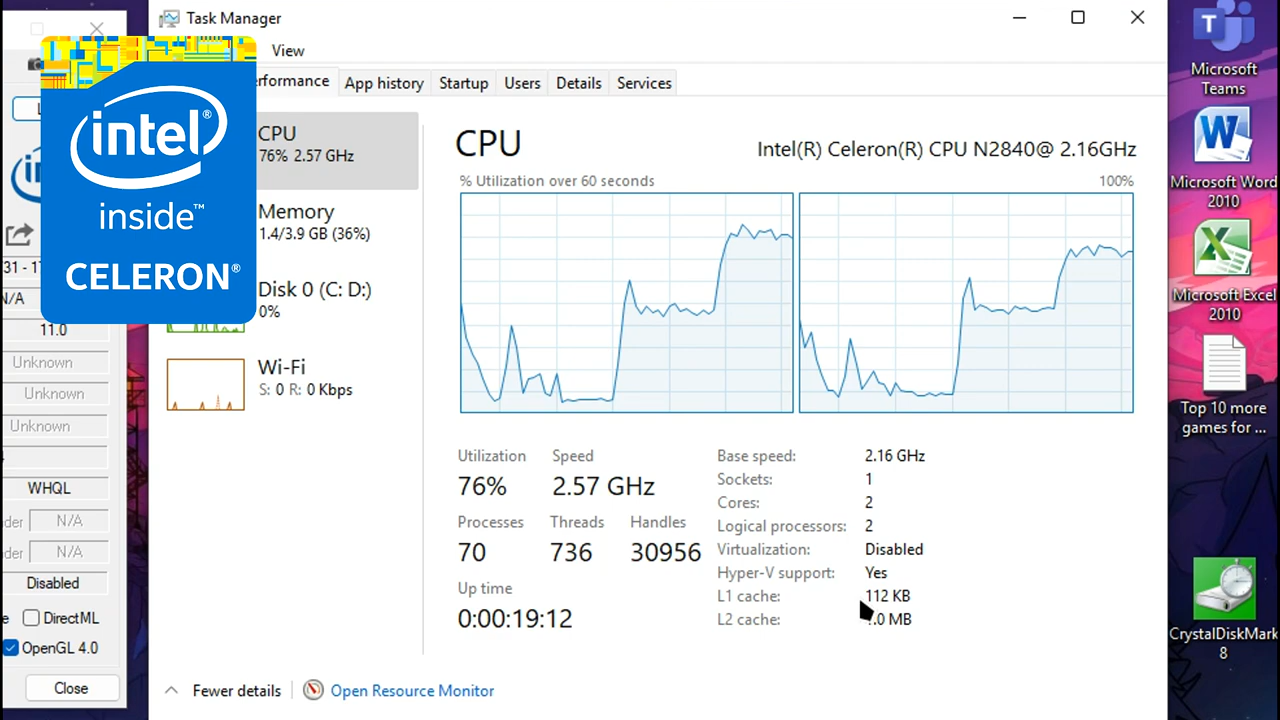 Task Manager
View
erformance
App history
Startup
Users
Details
Services
intel®
inside™
CELERON®
CPU
76% 2.57 GHz
Memory
1.4/3.9 GB (36%)
Disk 0 (C: D:)
0%
Wi-Fi
S: 0 R: 0 Kbps
CPU
Intel(R) Celeron(R) CPU N2840@ 2.16GHz
% Utilization over 60 seconds
100%
Utilization
Speed
76%
2.57 GHz
Processes
Threads
Handles
70
736
30956
Up time
0:00:19:12
Base speed:
2.16 GHz
Sockets:
1
Cores:
2
Logical processors:
2
Virtualization:
Disabled
Hyper-V support:
Yes
L1 cache:
112 KB
L2 cache:
.0 MB
Fewer details
Open Resource Monitor
31 - 1
N/A
11.0
Unknown
Unknown
Unknown
WHQL
der
N/A
der
N/A
Disabled
e
DirectML
OpenGL 4.0
Close
Microsoft
Teams
Microsoft Word
2010
Microsoft Excel
2010
Top 10 more
games for ...
CrystalDiskMark
8